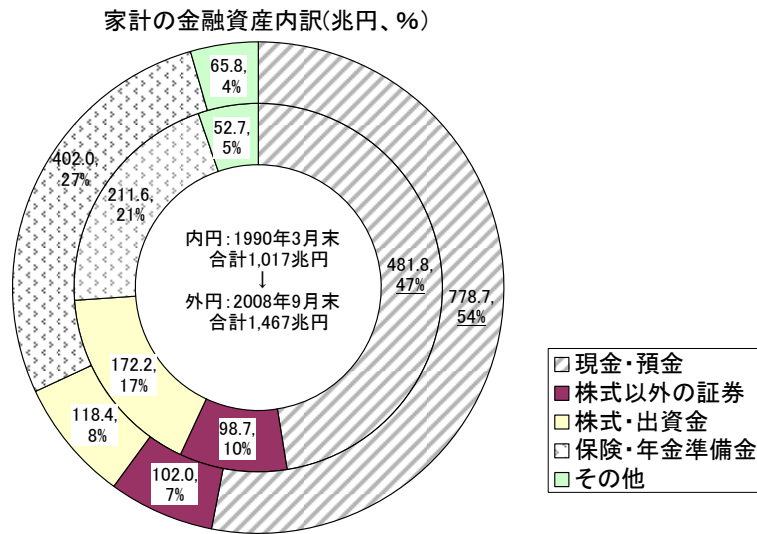 家計の金融資産内訳(兆円、%)
65.8,
4%
52.7,
5%
402.0,
27%
211.6,
21%
内円:1990年3月末
合計1,017兆円
↓
外円:2008年9月末
合計1,467兆円
481.8,
47%
778.7,
54%
172.2,
17%
118.4,
8%
98.7,
10%
102.0,
7%
現金・預金
株式以外の証券
株式・出資金
保険・年金準備金
その他